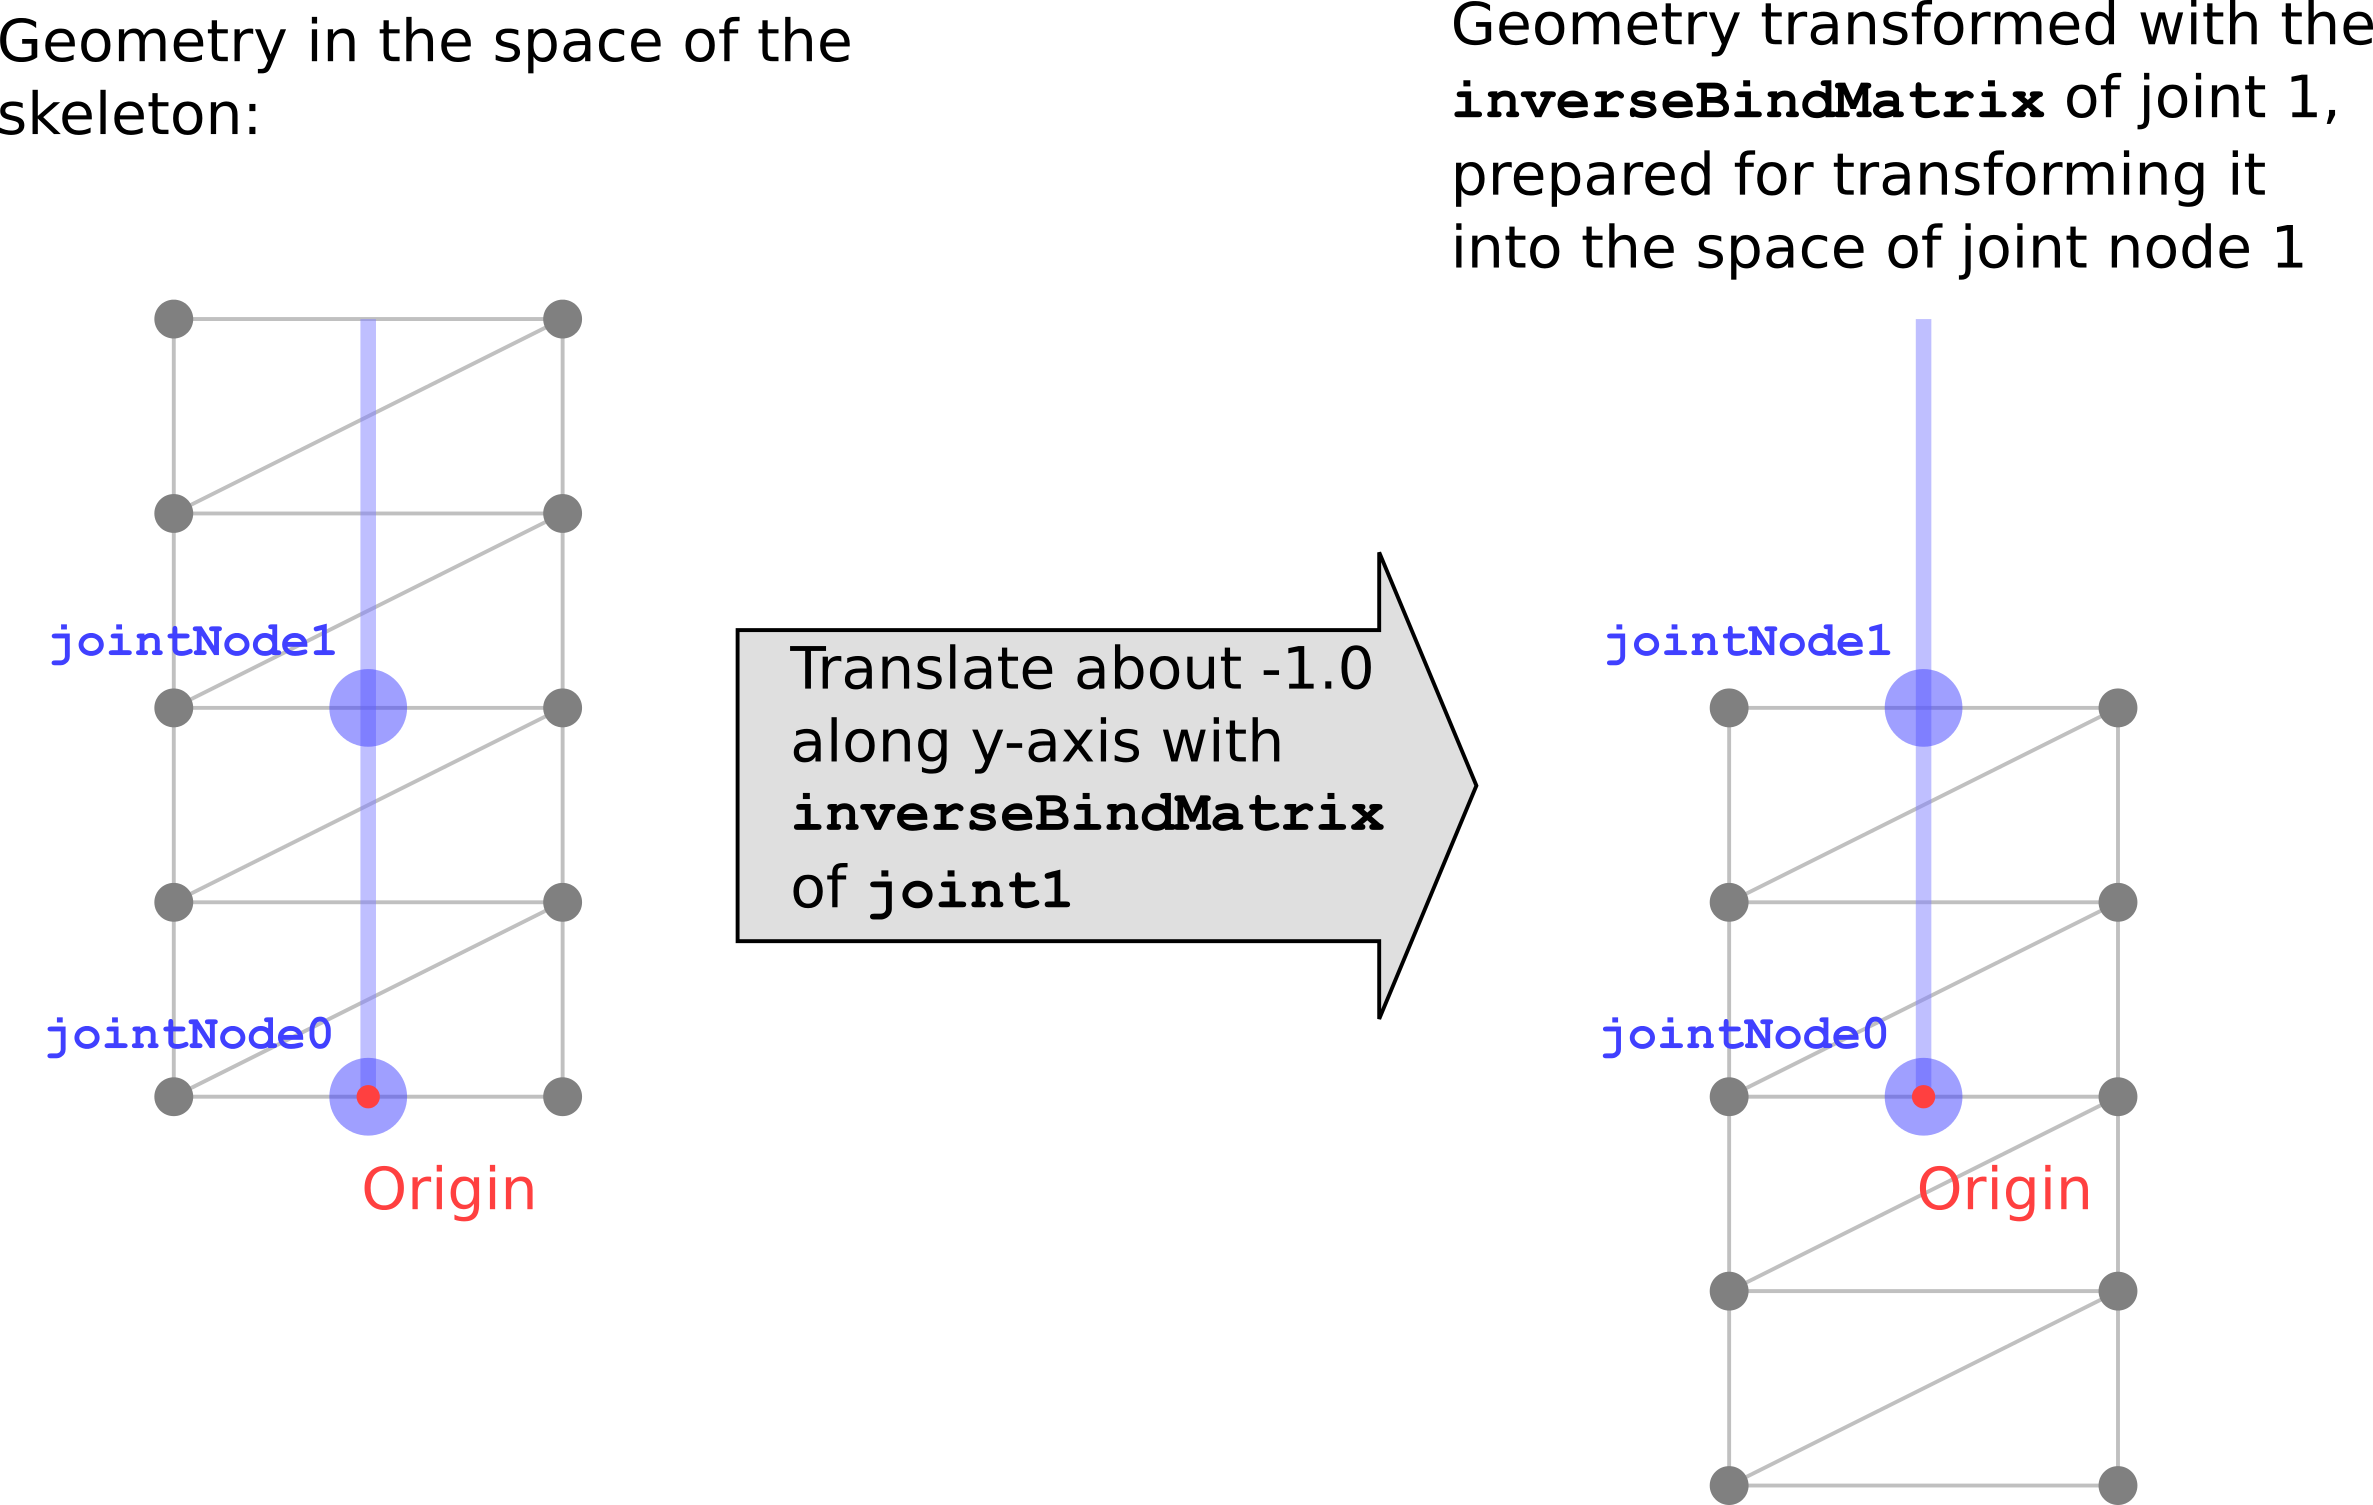 Geometry in the space of the
skeleton:
Geometry transformed with the
inverseBindMatrix of joint 1,
prepared for transforming it
into the space of joint node 1
jointNode1
jointNode0
Origin
Translate about -1.0
along y-axis with
inverseBindMatrix
of joint1
jointNode1
jointNode0
Origin